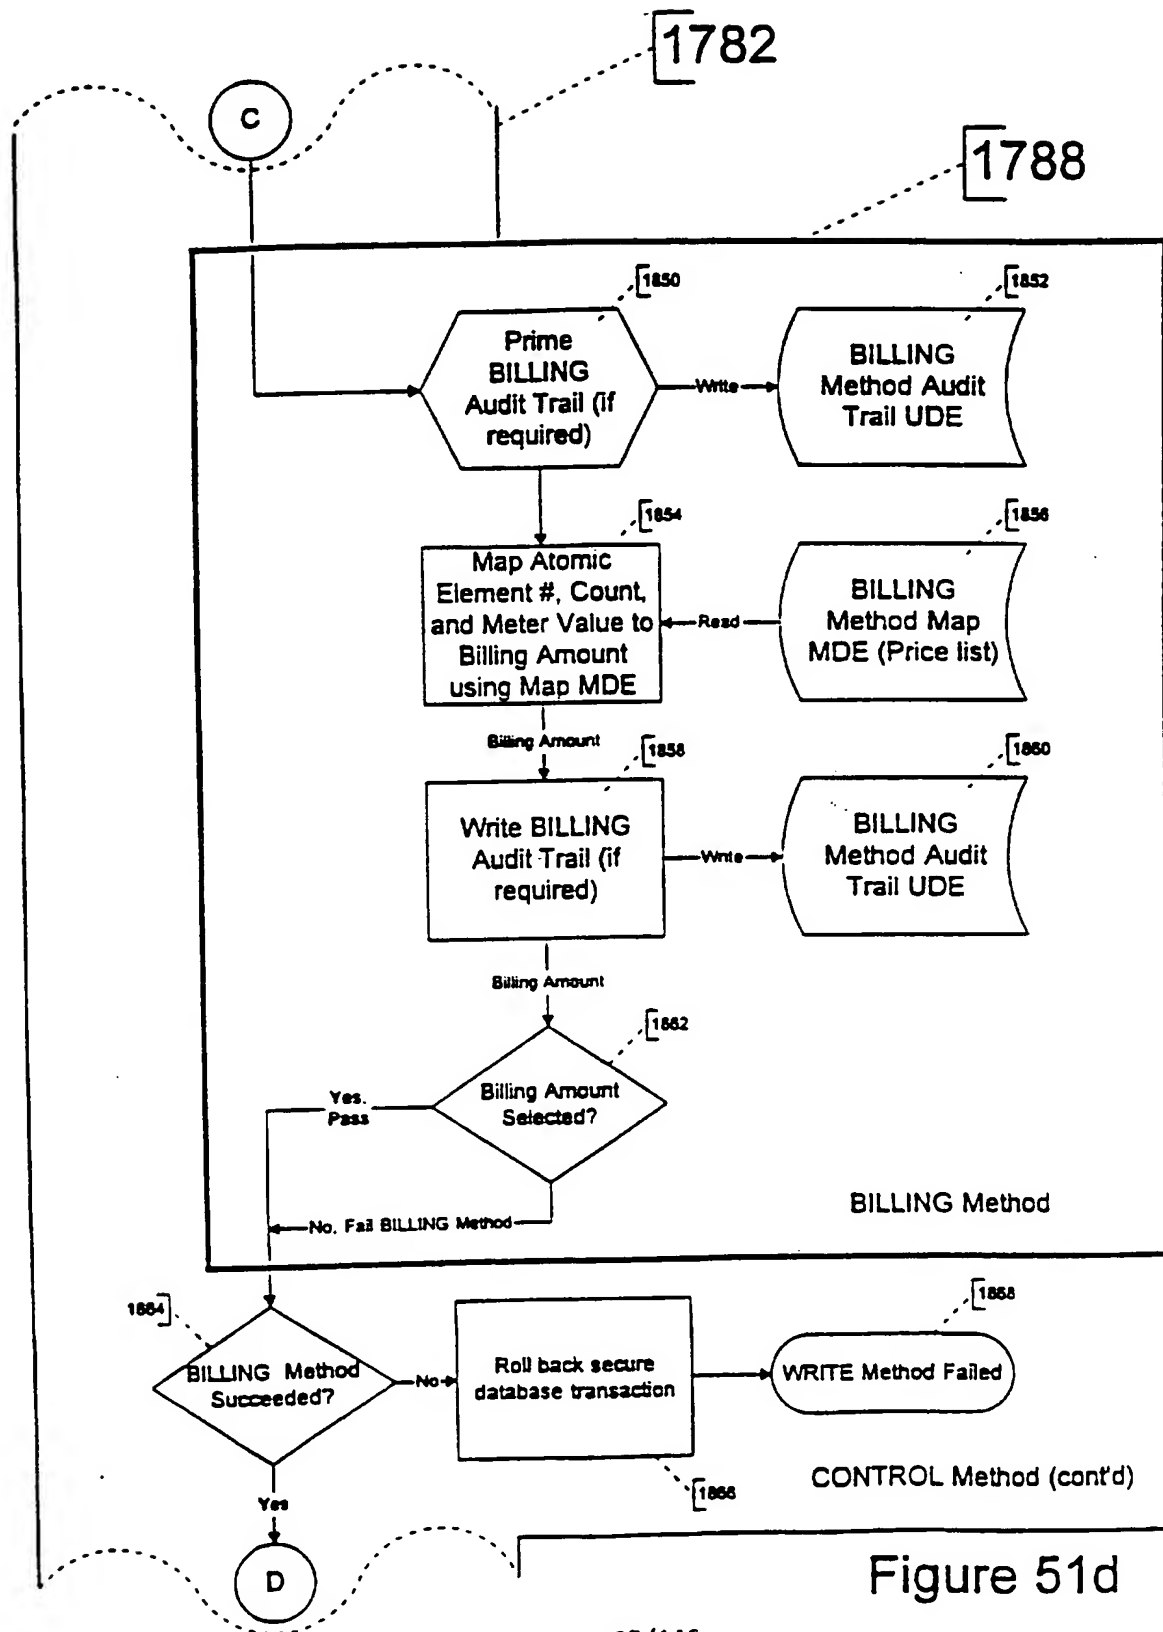 1782
C
1788
1850
1852
Prime
BILLING
Audit Trail (if
required)
Write
BILLING
Method Audit
Trail UDE
1854
1856
Map Atomic
Element #, Count,
and Meter Value to
Billing Amount
using Map MDE
Read
BILLING
Method Map
MDE (Price list)
Billing Amount
1858
1860
Write BILLING
Audit Trail (if
required)
Write
BILLING
Method Audit
Trail UDE
Billing Amount
1862
Billing Amount
Selected?
Yes.
Pass
No, Fail BILLING Method
BILLING Method
1864
1868
BILLING Method
Succeeded?
No
Roll back secure
database transaction
WRITE Method Failed
1866
CONTROL Method (cont'd)
Yes
D
Figure 51d